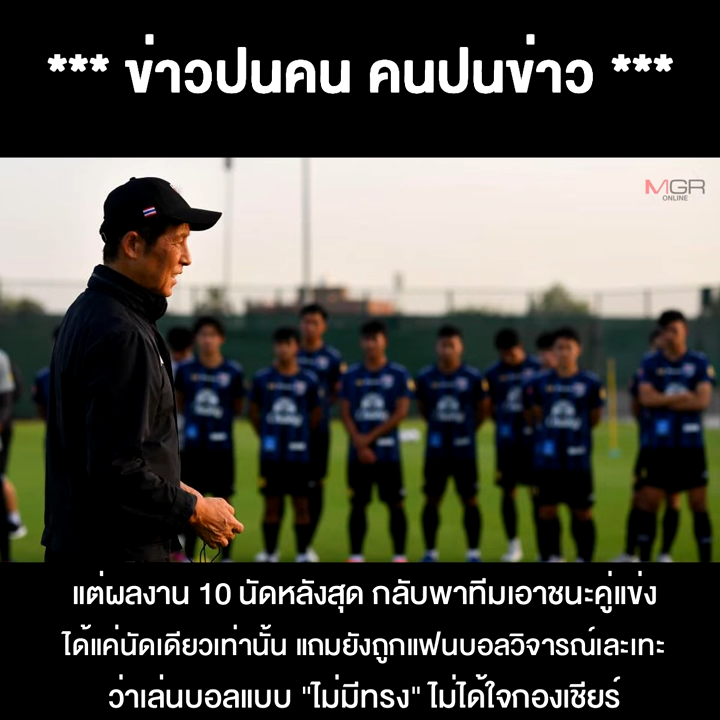 *** ข่าวปนคน คนปนข่าว ***
MGR
ONLINE
แต่ผลงาน 10 นัดหลังสุด กลับพาทีมเอาชนะคู่แข่ง
ได้แค่นัดเดียวเท่านั้น แถมยังถูกแฟนบอลวิจารณ์เละเทะ
ว่าเล่นบอลแบบ "ไม่มีทรง" ไม่ได้ใจกองเชียร์